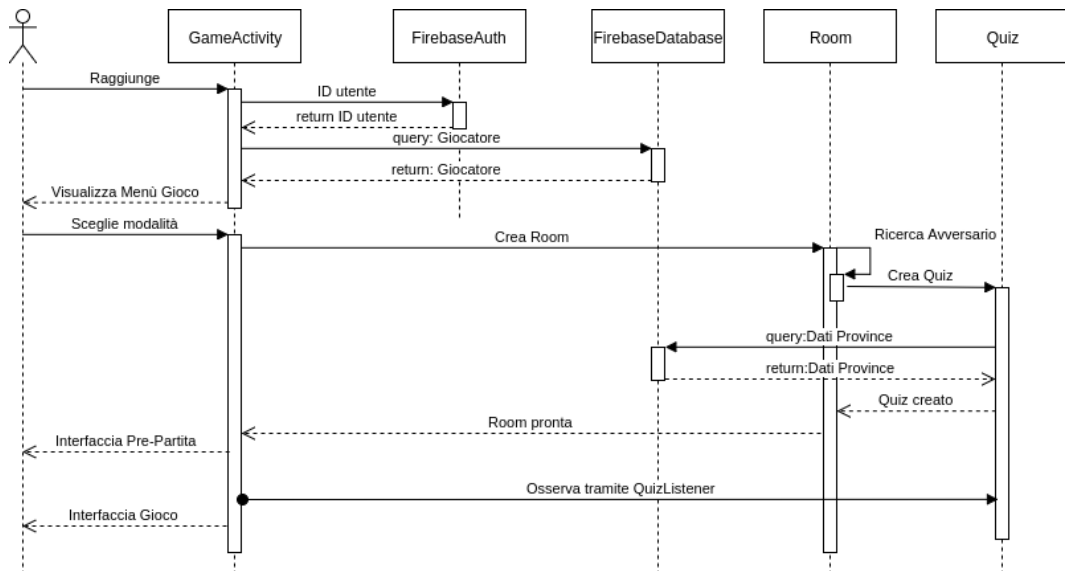 GameActivity
FirebaseAuth
FirebaseDatabase
Room
Quiz
Raggiunge
ID utente
return ID utente
query: Giocatore
return: Giocatore
Visualizza Menù Gioco
Sceglie modalità
Crea Room
Ricerca Avversario
Crea Quiz
query:Dati Province
return:Dati Province
Quiz creato
Room pronta
Interfaccia Pre-Partita
Osserva tramite QuizListener
Interfaccia Gioco